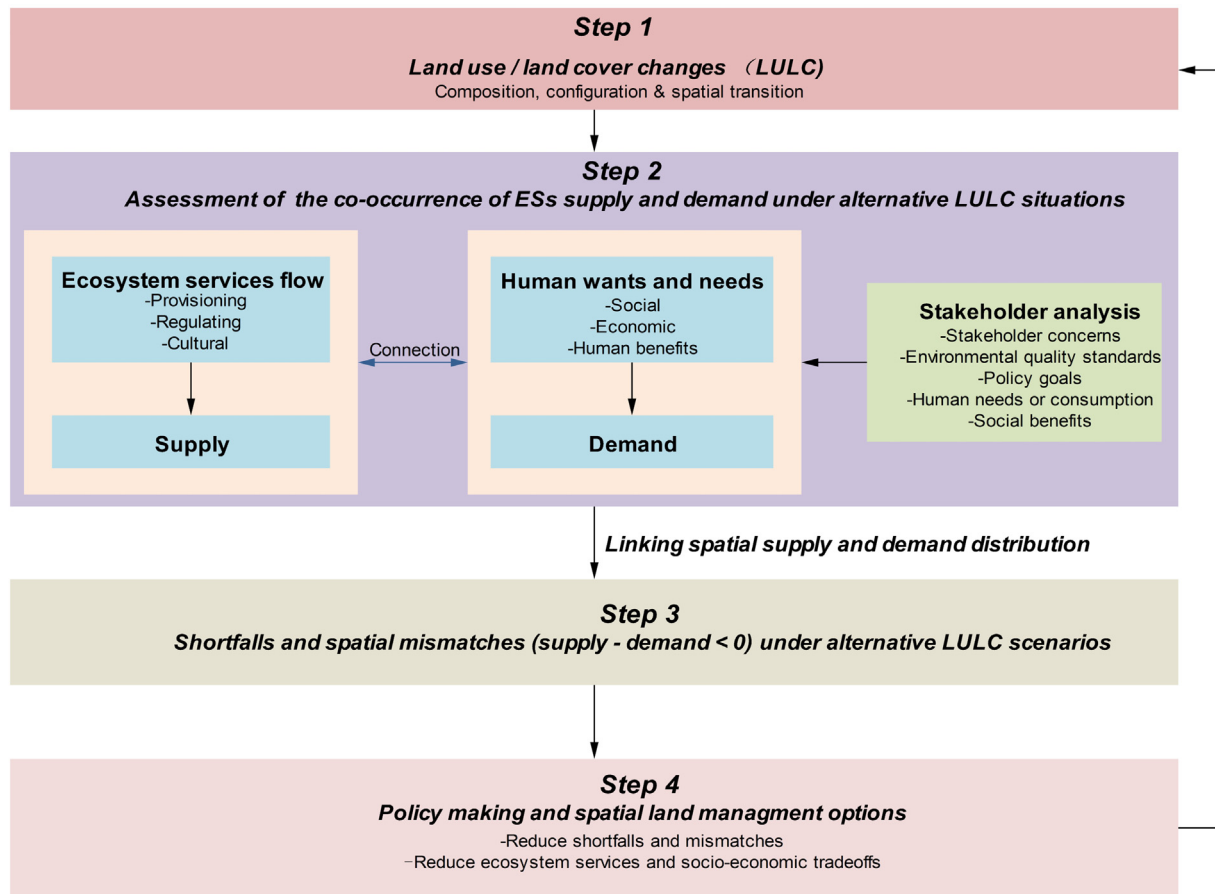 Step 1
Land use / land cover changes （LULC)
Composition, configuration & spatial transition
Step 2
Assessment of the co-occurrence of ESs supply and demand under alternative LULC situations
Ecosystem services flow
-Provisioning
-Regulating
-Cultural
Supply
Connection
Human wants and needs
-Social
-Economic
-Human benefits
Demand
Stakeholder analysis
-Stakeholder concerns
-Environmental quality standards
-Policy goals
-Human needs or consumption
-Social benefits
Linking spatial supply and demand distribution
Step 3
Shortfalls and spatial mismatches (supply - demand < 0) under alternative LULC scenarios
Step 4
Policy making and spatial land managment options
-Reduce shortfalls and mismatches
-Reduce ecosystem services and socio-economic tradeoffs